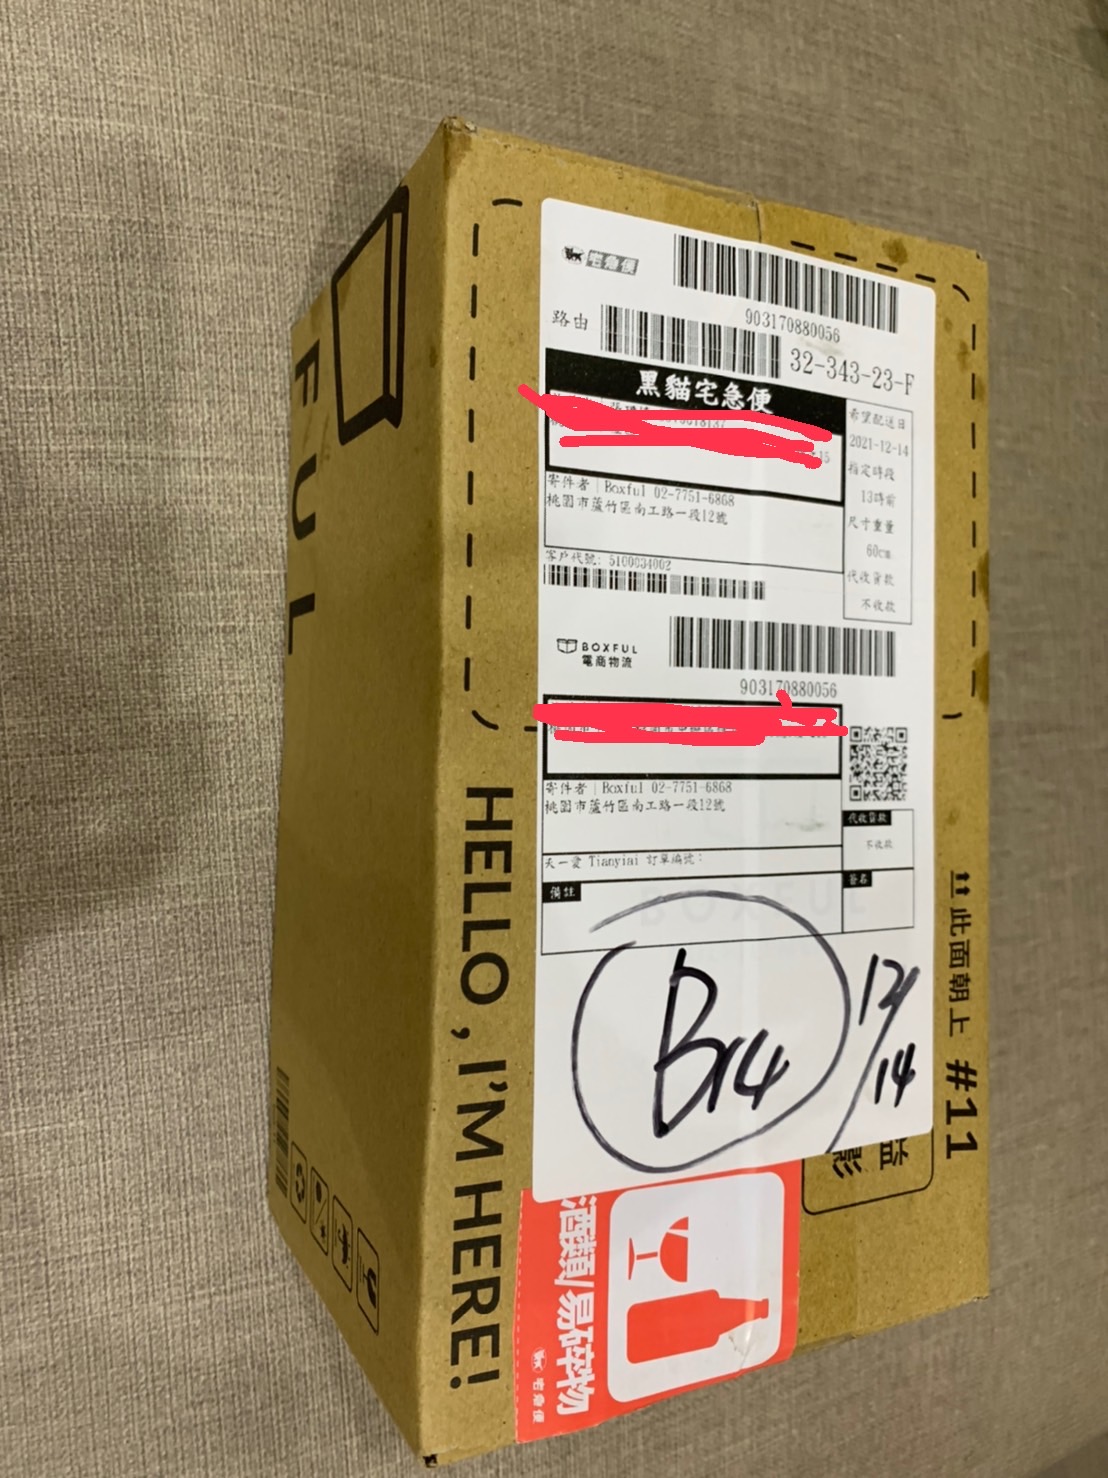 宅急便
903170880056
路由
32-343-23-F
黑貓宅急便
希望配送日
2021-12-14
指定時段
13時前
尺寸重量
60cm
代收貨款
不收款
寄件者 Boxful 02-7751-6868
桃園市蘆竹區南工路一段12號
客戶代號: 5100034002
BOXFUL
電商物流
903170880056
寄件者 Boxful 02-7751-6868
桃園市蘆竹區南工路一段12號
代收貨款
不收款
天一愛 Tianyiai 訂單編號:
備註
簽名
B14
12/14
酒類/易碎物
宅急便
FUL
HELLO, I'M HERE!
此面朝上 #11